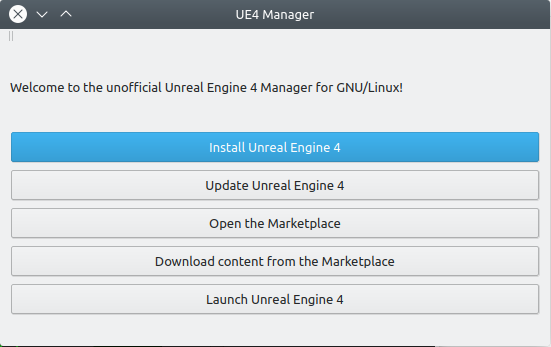 UE4 Manager
Welcome to the unofficial Unreal Engine 4 Manager for GNU/Linux!
Install Unreal Engine 4
Update Unreal Engine 4
Open the Marketplace
Download content from the Marketplace
Launch Unreal Engine 4